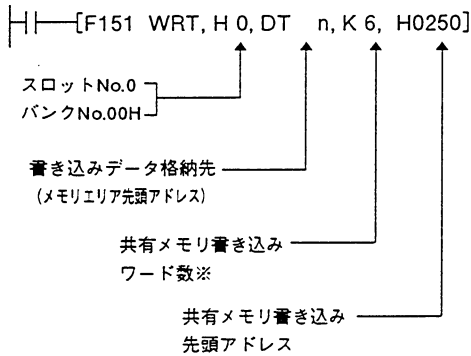 [F151 WRT, H 0, DT n, K 6, H0250]
スロットNo.0
バンクNo.00H
書き込みデータ格納先
(メモリエリア先頭アドレス)
共有メモリ書き込み
ワード数※
共有メモリ書き込み
先頭アドレス